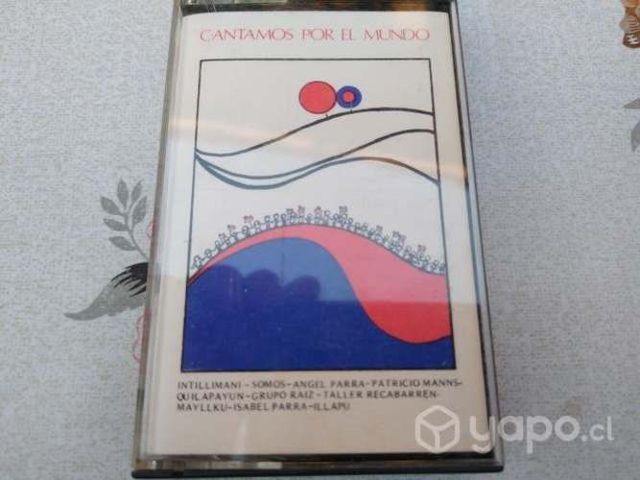 CANTAMOS POR EL MUNDO
INTILLIMANI - SOMOS - ANGEL PARRA - PATRICIO MANNS-
QUILAPAYUN - GRUPO RAIZ - TALLER RECABARREN-
MAYLLKU - ISABEL PARRA - ILLAPU
yapo.cl